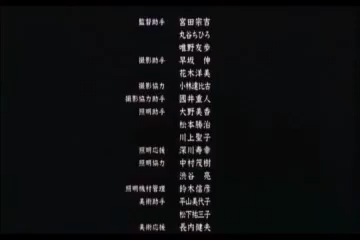 監督助手 宮田宗吉
丸谷ちひろ
唯野友歩
撮影助手 早坂 伸
花木洋美
撮影協力 小林達比古
撮影協力助手 國井重人
照明助手 大野美香
松本勝治
川上聖子
照明応援 深川寿幸
照明協力 中村茂樹
渋谷 亮
照明機材管理 鈴木信彦
美術助手 平山美代子
松下祐三子
美術応援 長内健夫